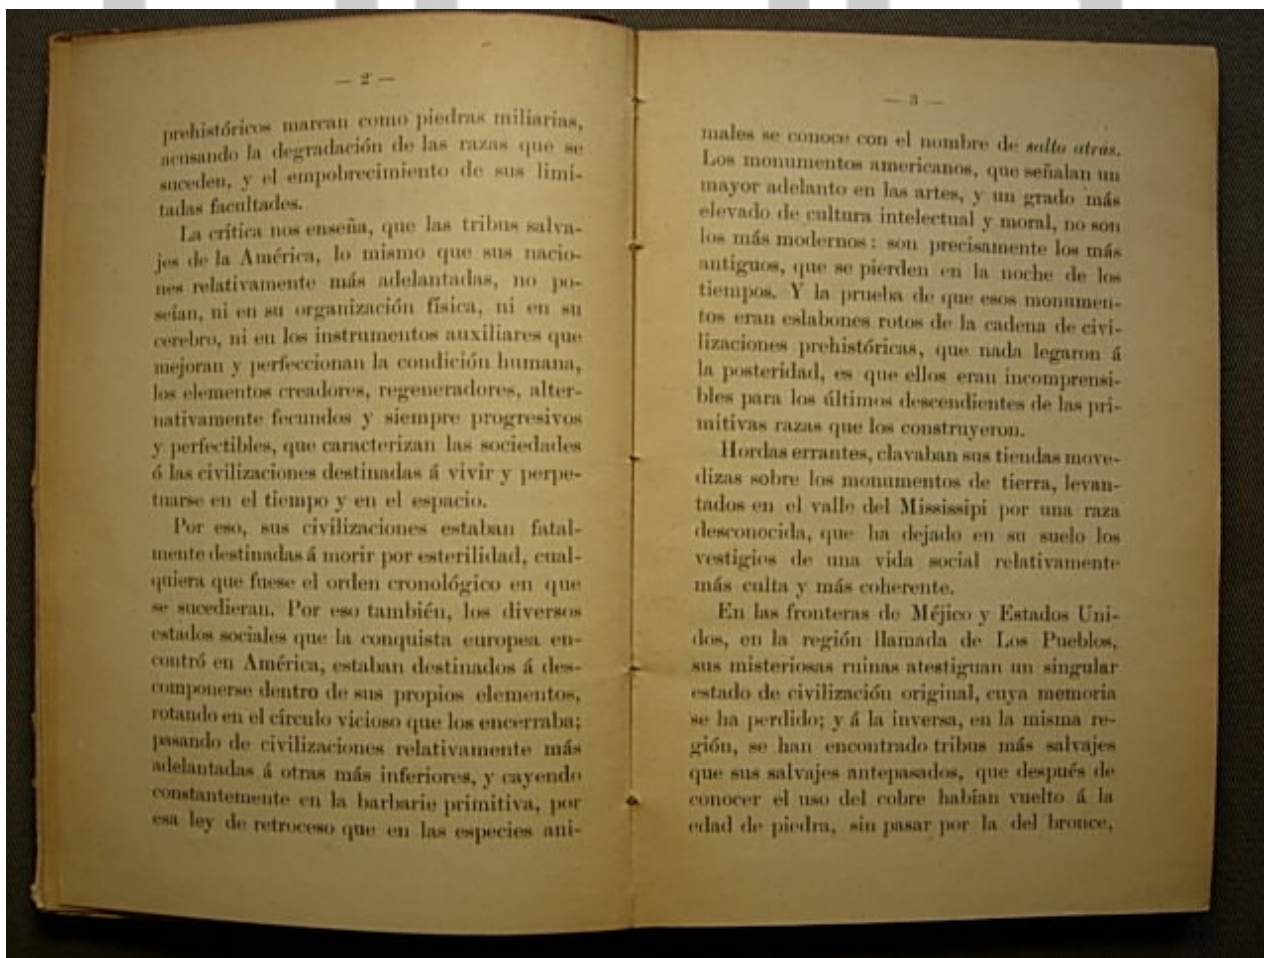 — 2 —
prehistóricos marcan como piedras miliarias,
acusando la degradación de las razas que se
suceden, y el empobrecimiento de sus limi-
tadas facultades.
La crítica nos enseña, que las tribus salva-
jes de la América, lo mismo que sus nacio-
nes relativamente más adelantadas, no po-
seían, ni en su organización física, ni en su
cerebro, ni en los instrumentos auxiliares que
mejoran y perfeccionan la condición humana,
los elementos creadores, regeneradores, alter-
nativamente fecundos y siempre progresivos
y perfectibles, que caracterizan las sociedades
ó las civilizaciones destinadas á vivir y perpe-
tuarse en el tiempo y en el espacio.
Por eso, sus civilizaciones estaban fatal-
mente destinadas á morir por esterilidad, cual-
quiera que fuese el orden cronológico en que
se sucedieran. Por eso también, los diversos
estados sociales que la conquista europea en-
contró en América, estaban destinados á des-
componerse dentro de sus propios elementos,
rotando en el círculo vicioso que los encerraba;
pasando de civilizaciones relativamente más
adelantadas á otras más inferiores, y cayendo
constantemente en la barbarie primitiva, por
esa ley de retroceso que en las especies ani-
— 3 —
males se conoce con el nombre de salto atrás.
Los monumentos americanos, que señalan un
mayor adelanto en las artes, y un grado más
elevado de cultura intelectual y moral, no son
los más modernos: son precisamente los más
antiguos, que se pierden en la noche de los
tiempos. Y la prueba de que esos monumen-
tos eran eslabones rotos de la cadena de civi-
lizaciones prehistóricas, que nada legaron á
la posteridad, es que ellos eran incomprensi-
bles para los últimos descendientes de las pri-
mitivas razas que los construyeron.
Hordas errantes, clavaban sus tiendas move-
dizas sobre los monumentos de tierra, levan-
tados en el valle del Mississipi por una raza
desconocida, que ha dejado en su suelo los
vestigios de una vida social relativamente
más culta y más coherente.
En las fronteras de Méjico y Estados Uni-
dos, en la región llamada de Los Pueblos,
sus misteriosas ruinas atestiguan un singular
estado de civilización original, cuya memoria
se ha perdido; y á la inversa, en la misma re-
gión, se han encontrado tribus más salvajes
que sus salvajes antepasados, que después de
conocer el uso del cobre habían vuelto á la
edad de piedra, sin pasar por la del bronce,